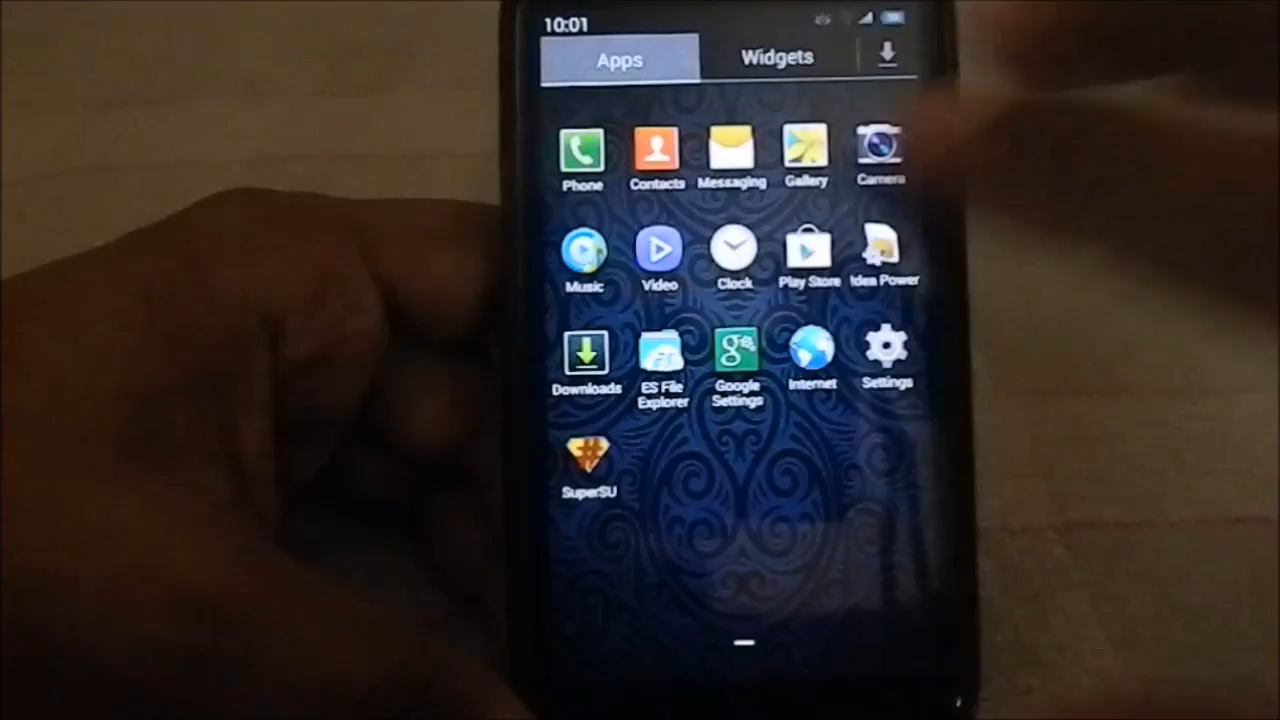 10:01
Apps Widgets
Phone Contacts Messaging Gallery Camera
Music Video Clock Play Store Idea Power
Downloads ES File Google Internet Settings
Explorer Settings
SuperSU